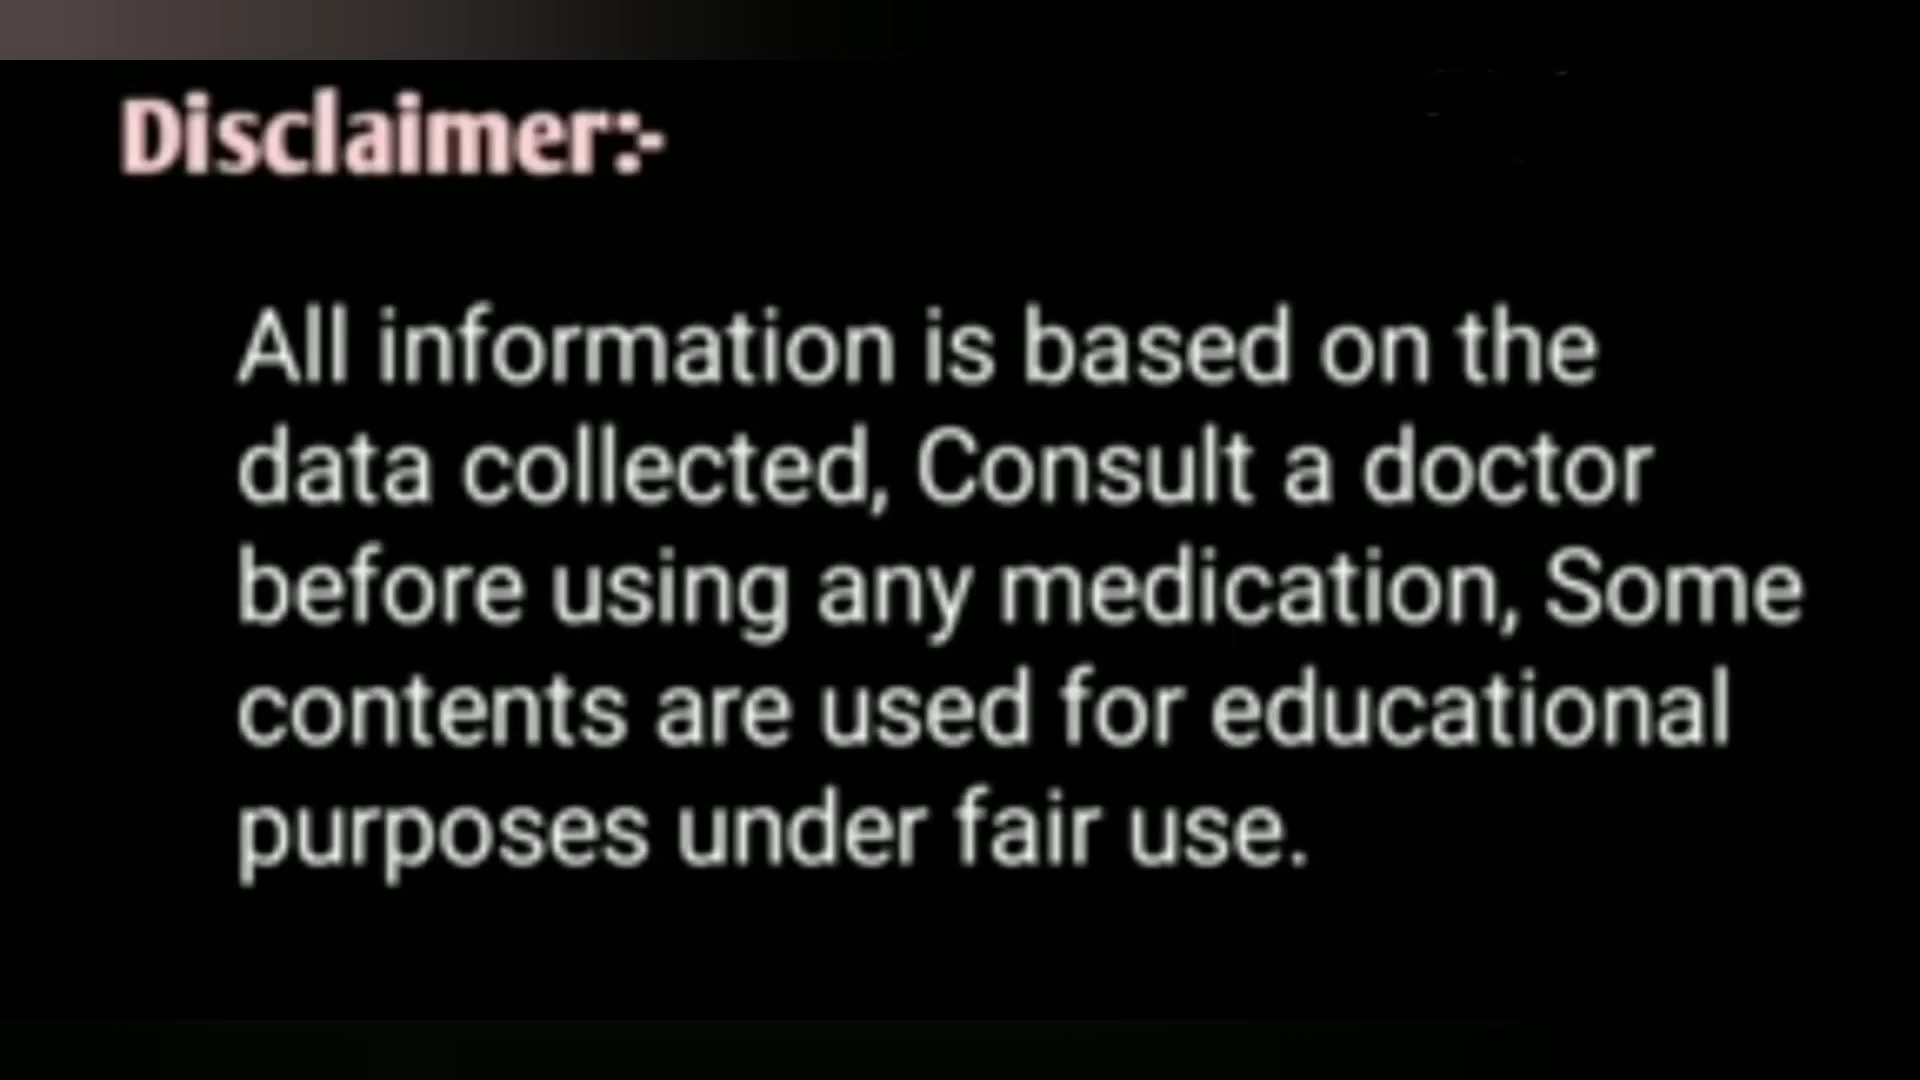 Disclaimer:-
All information is based on the
data collected, Consult a doctor
before using any medication, Some
contents are used for educational
purposes under fair use.